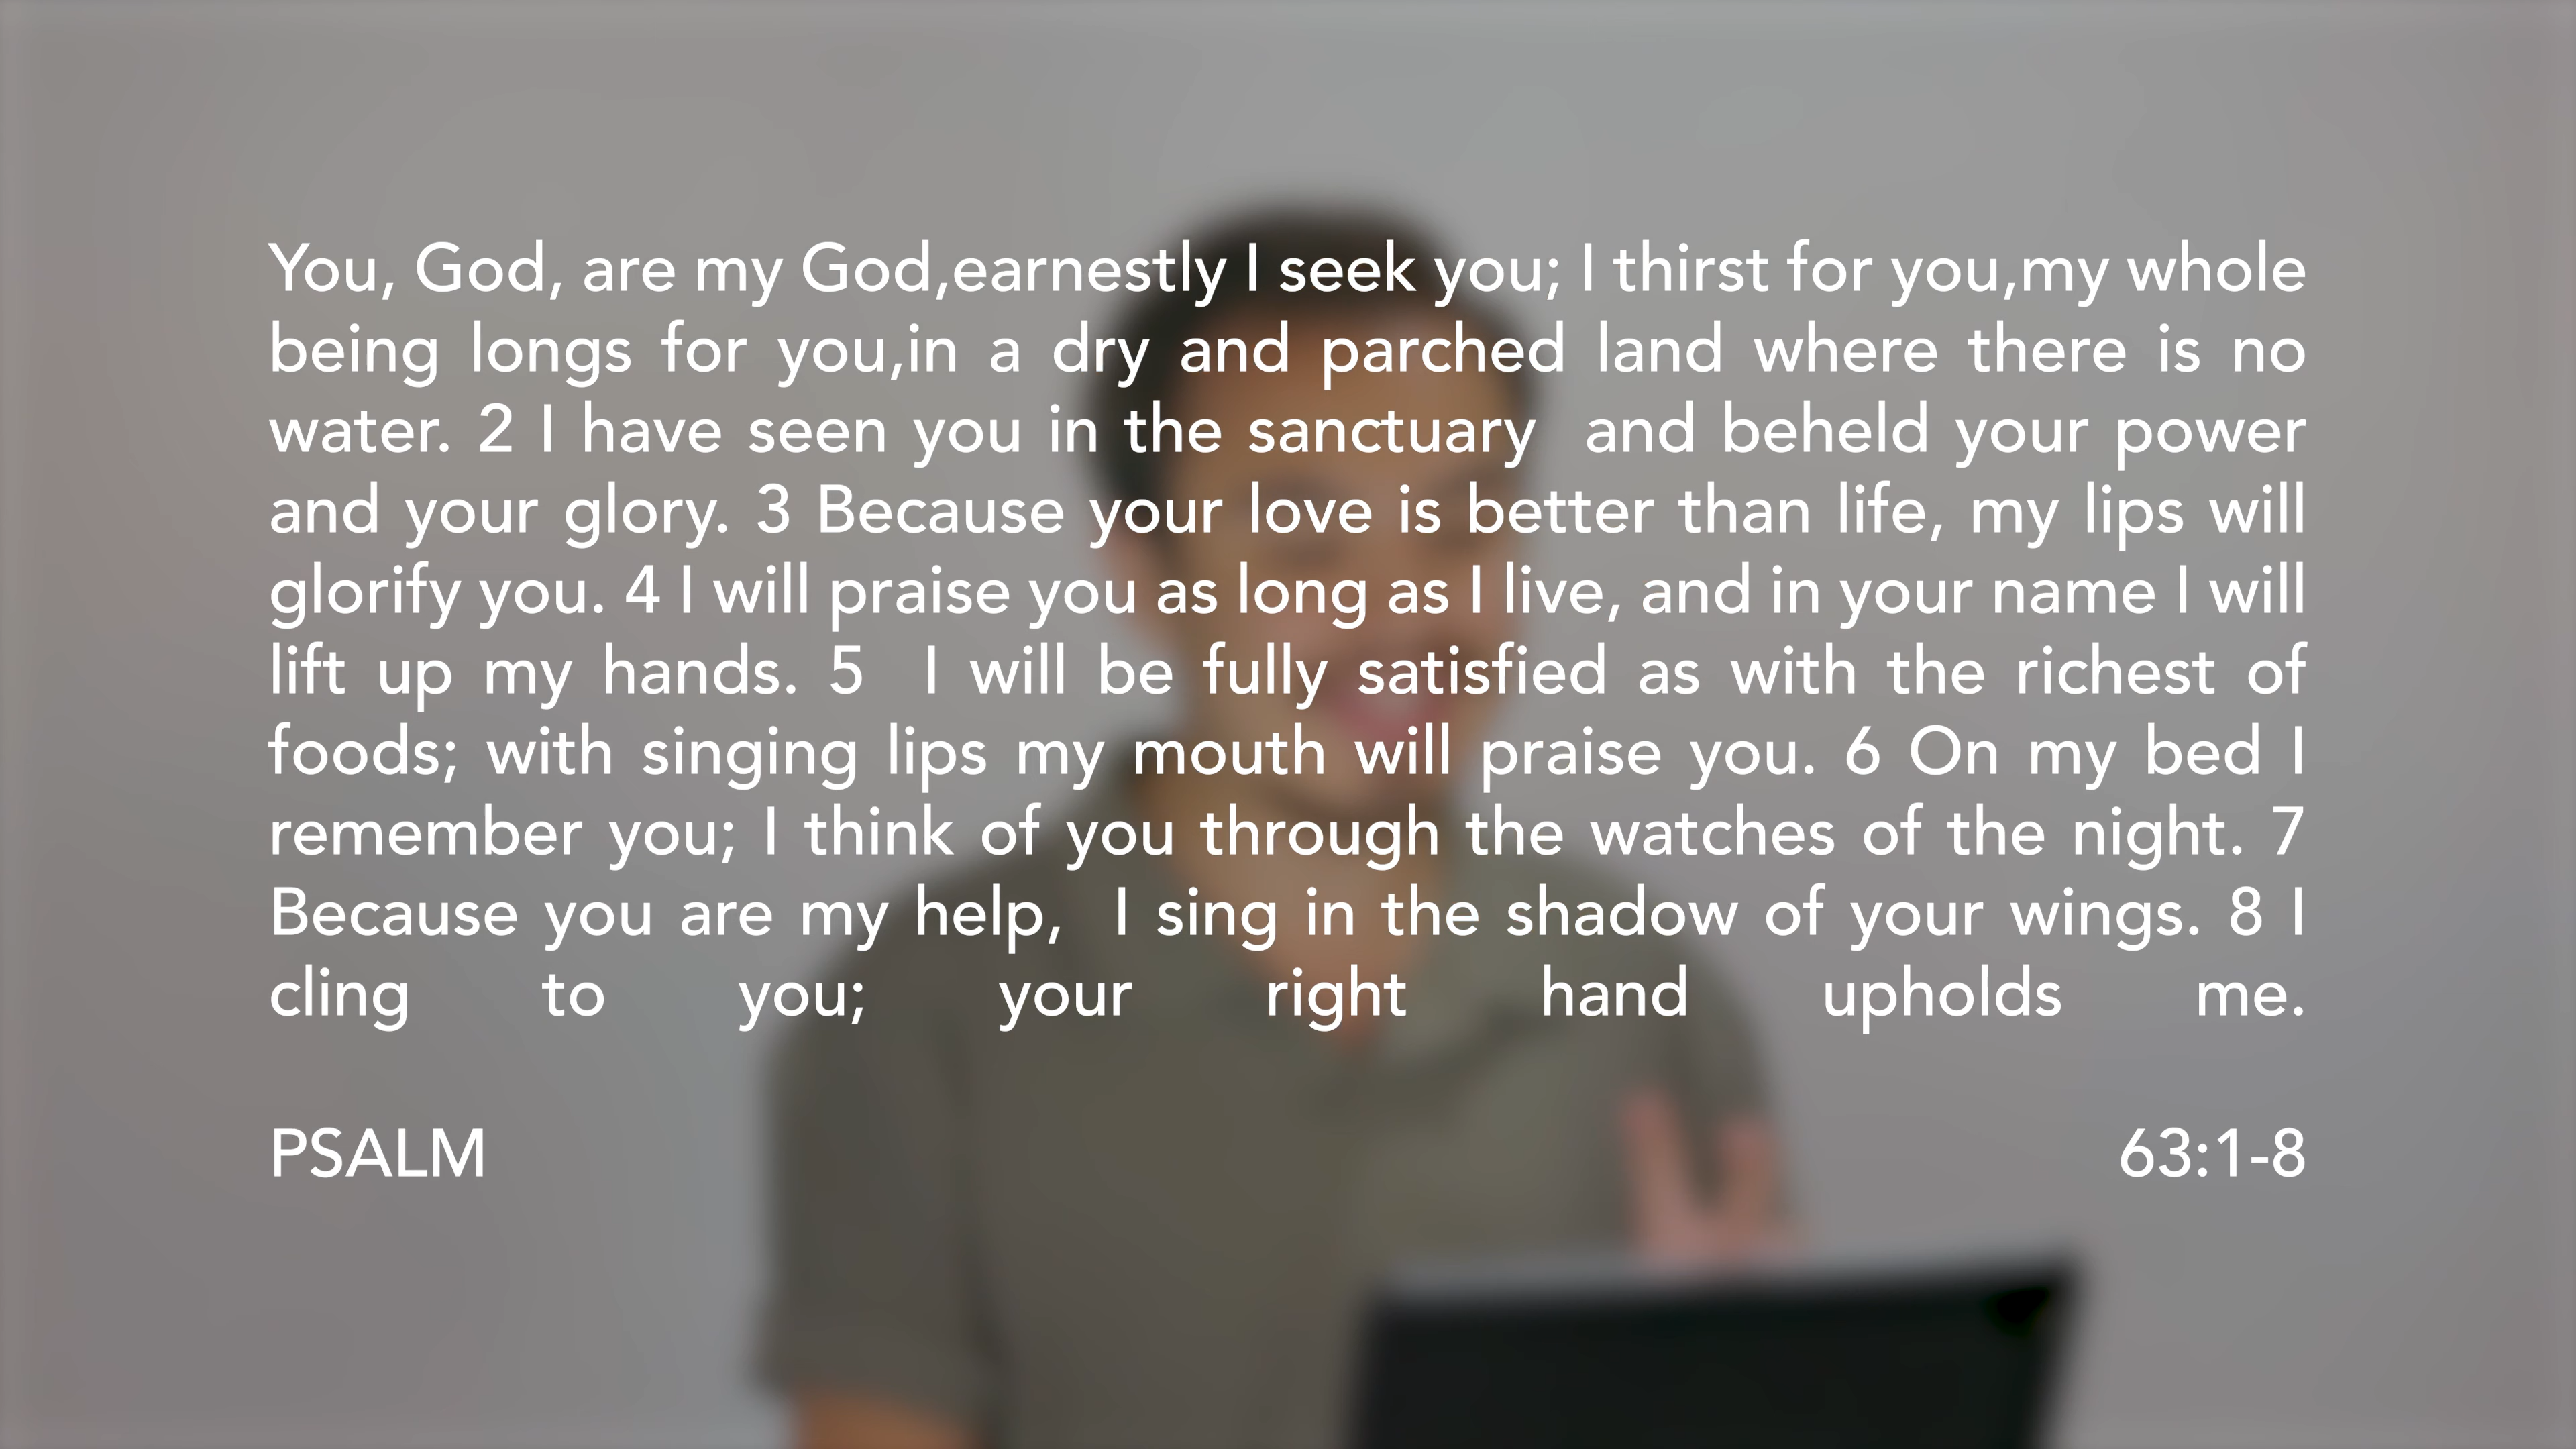 You, God, are my God,earnestly I seek you; I thirst for you,my whole
being longs for you,in a dry and parched land where there is no
water. 2 I have seen you in the sanctuary  and beheld your power
and your glory. 3 Because your love is better than life, my lips will
glorify you. 4 I will praise you as long as I live, and in your name I will
lift up my hands. 5  I will be fully satisfied as with the richest of
foods; with singing lips my mouth will praise you. 6 On my bed I
remember you; I think of you through the watches of the night. 7
Because you are my help,  I sing in the shadow of your wings. 8 I
cling to you; your right hand upholds me.
PSALM 63:1-8